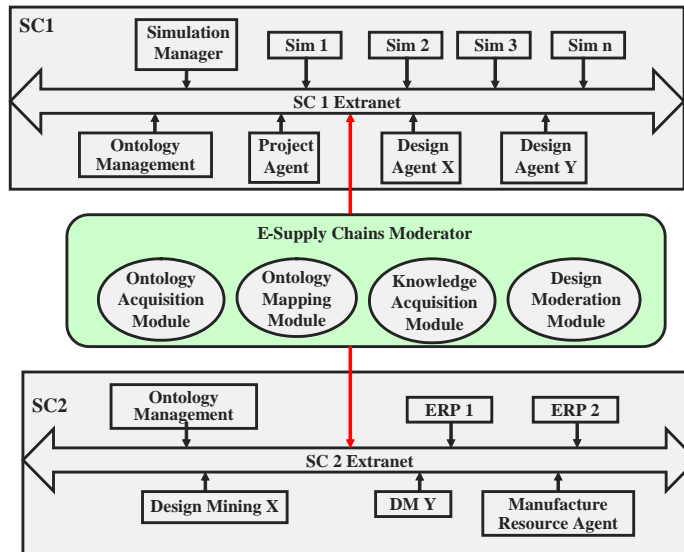 SC1
Simulation
Manager
Sim 1
Sim 2
Sim 3
Sim n
SC 1 Extranet
Ontology
Management
Project
Agent
Design
Agent X
Design
Agent Y
E-Supply Chains Moderator
Ontology
Acquisition
Module
Ontology
Mapping
Module
Knowledge
Acquisition
Module
Design
Moderation
Module
SC2
Ontology
Management
ERP 1
ERP 2
SC 2 Extranet
Design Mining X
DM Y
Manufacture
Resource Agent